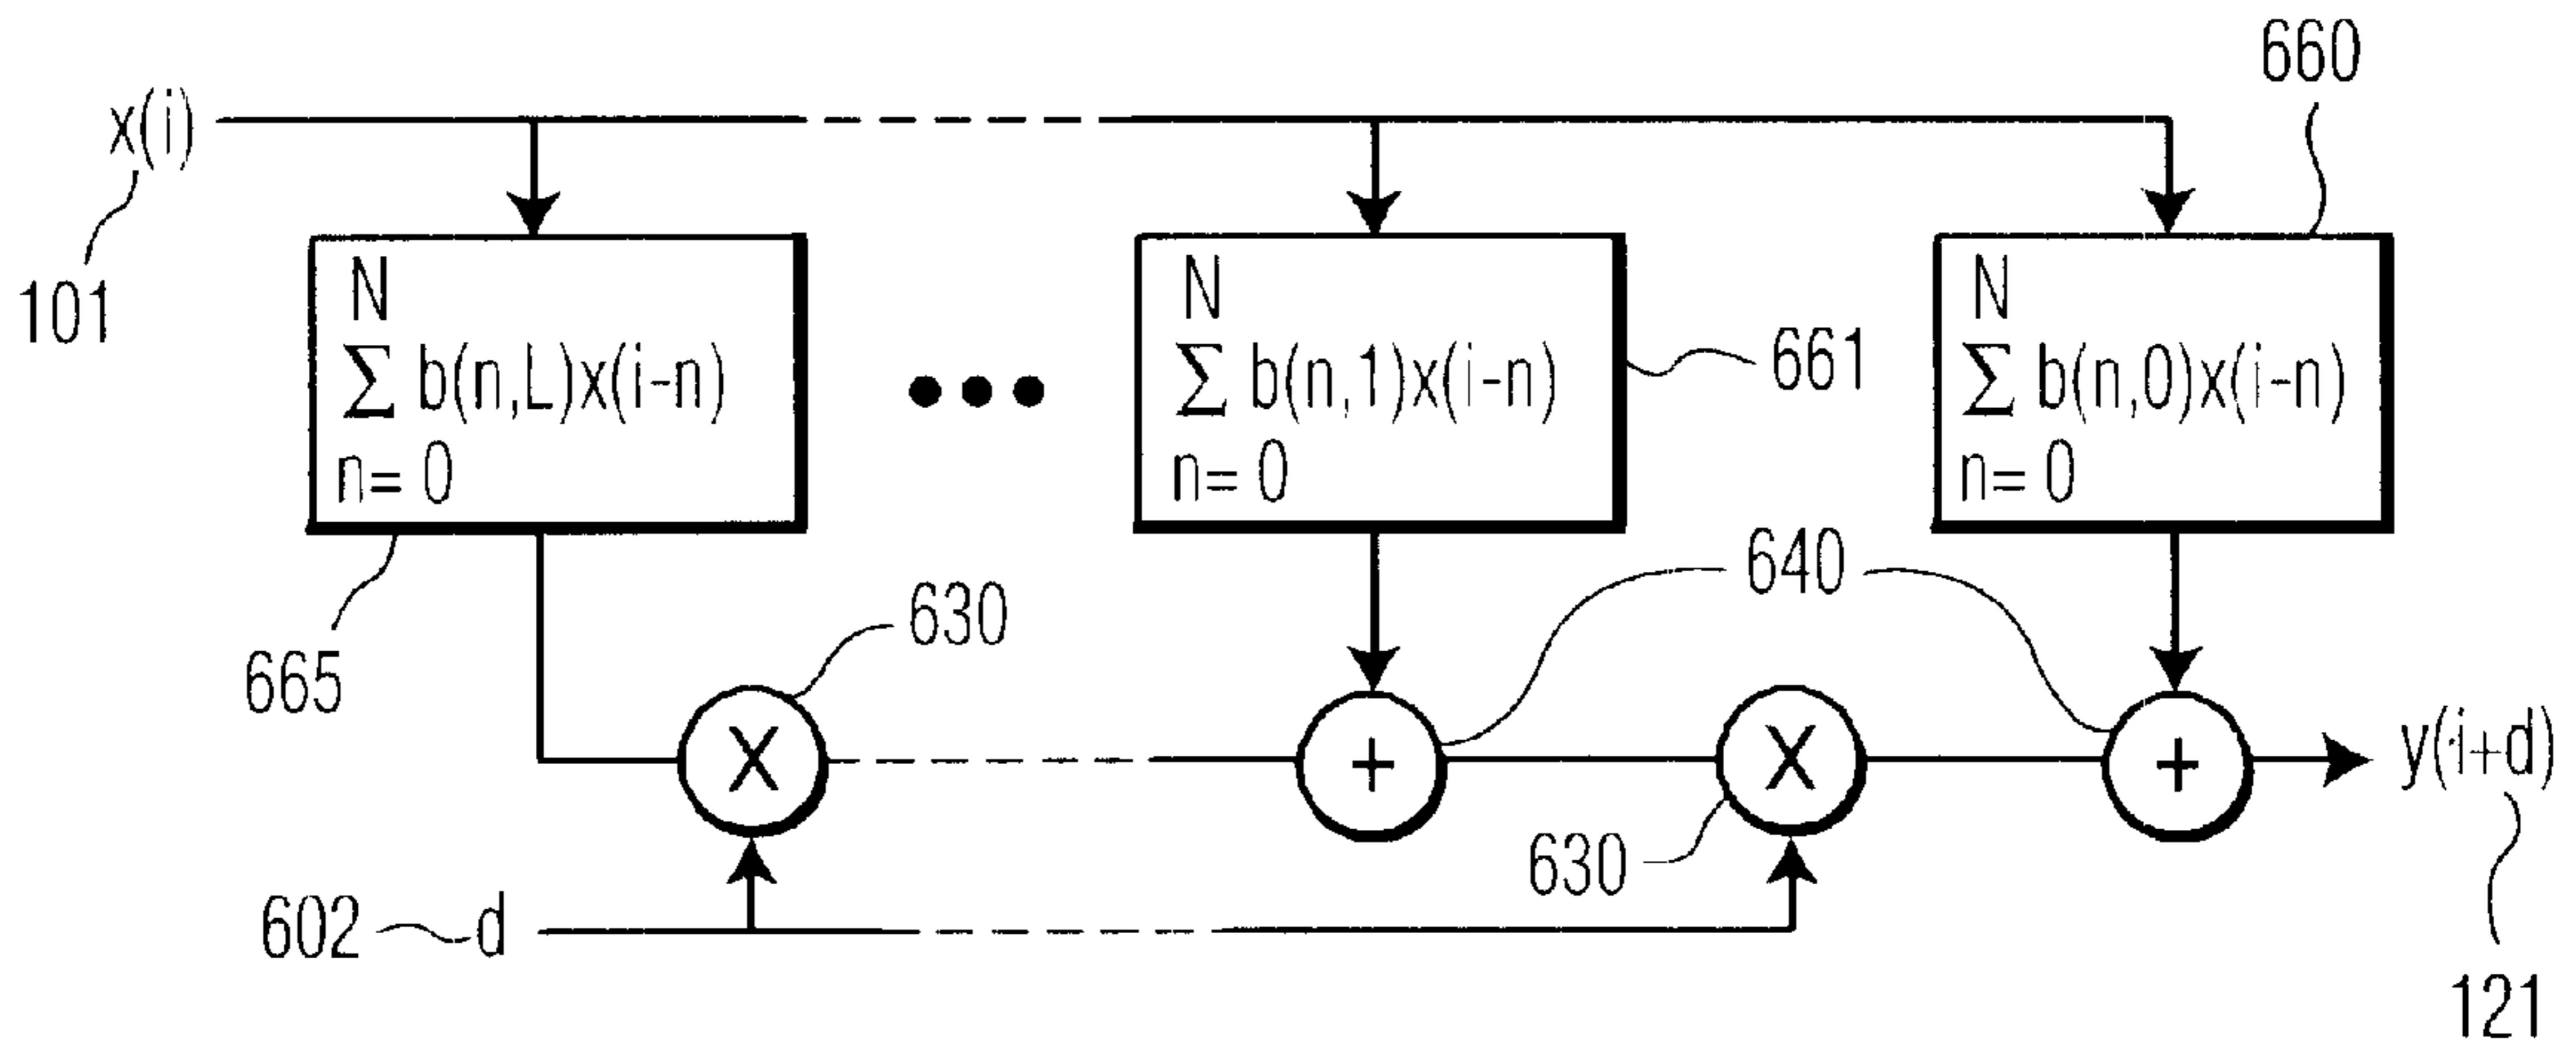 660
x(i)
101
N
Σ b(n,L)x(i-n)
n= 0
N
Σ b(n,1)x(i-n)
n= 0
661
N
Σ b(n,0)x(i-n)
n= 0
640
630
665
X
+
X
+
y(i+d)
630
602
d
121